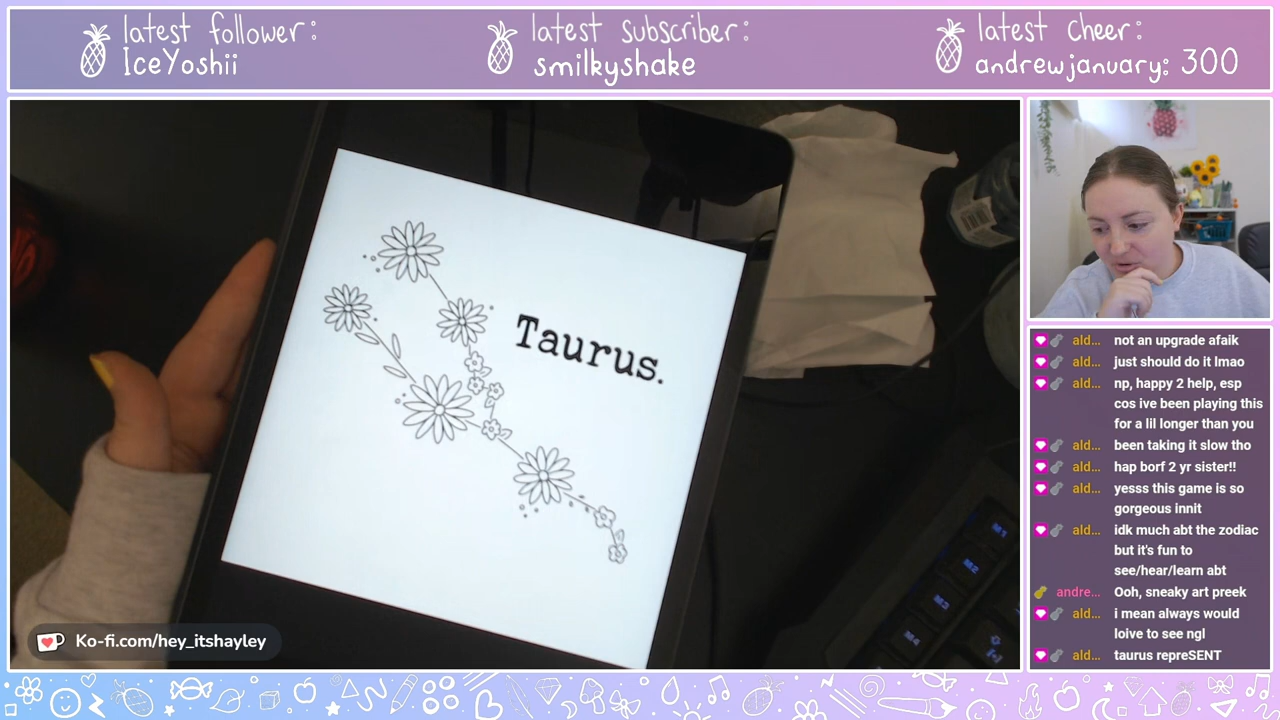 latest follower:
IceYoshii
latest subscriber:
smilkyshake
latest cheer:
andrewjanuary: 300
Taurus.
M1
M2
M3
M4
Ko-fi.com/hey_itshayley
ald... not an upgrade afaik
ald... just should do it lmao
ald... np, happy 2 help, esp
cos ive been playing this
for a lil longer than you
ald... been taking it slow tho
ald... hap borf 2 yr sister!!
ald... yesss this game is so
gorgeous innit
ald... idk much abt the zodiac
but it's fun to
see/hear/learn abt
andre... Ooh, sneaky art preek
ald... i mean always would
loive to see ngl
ald... taurus repreSENT